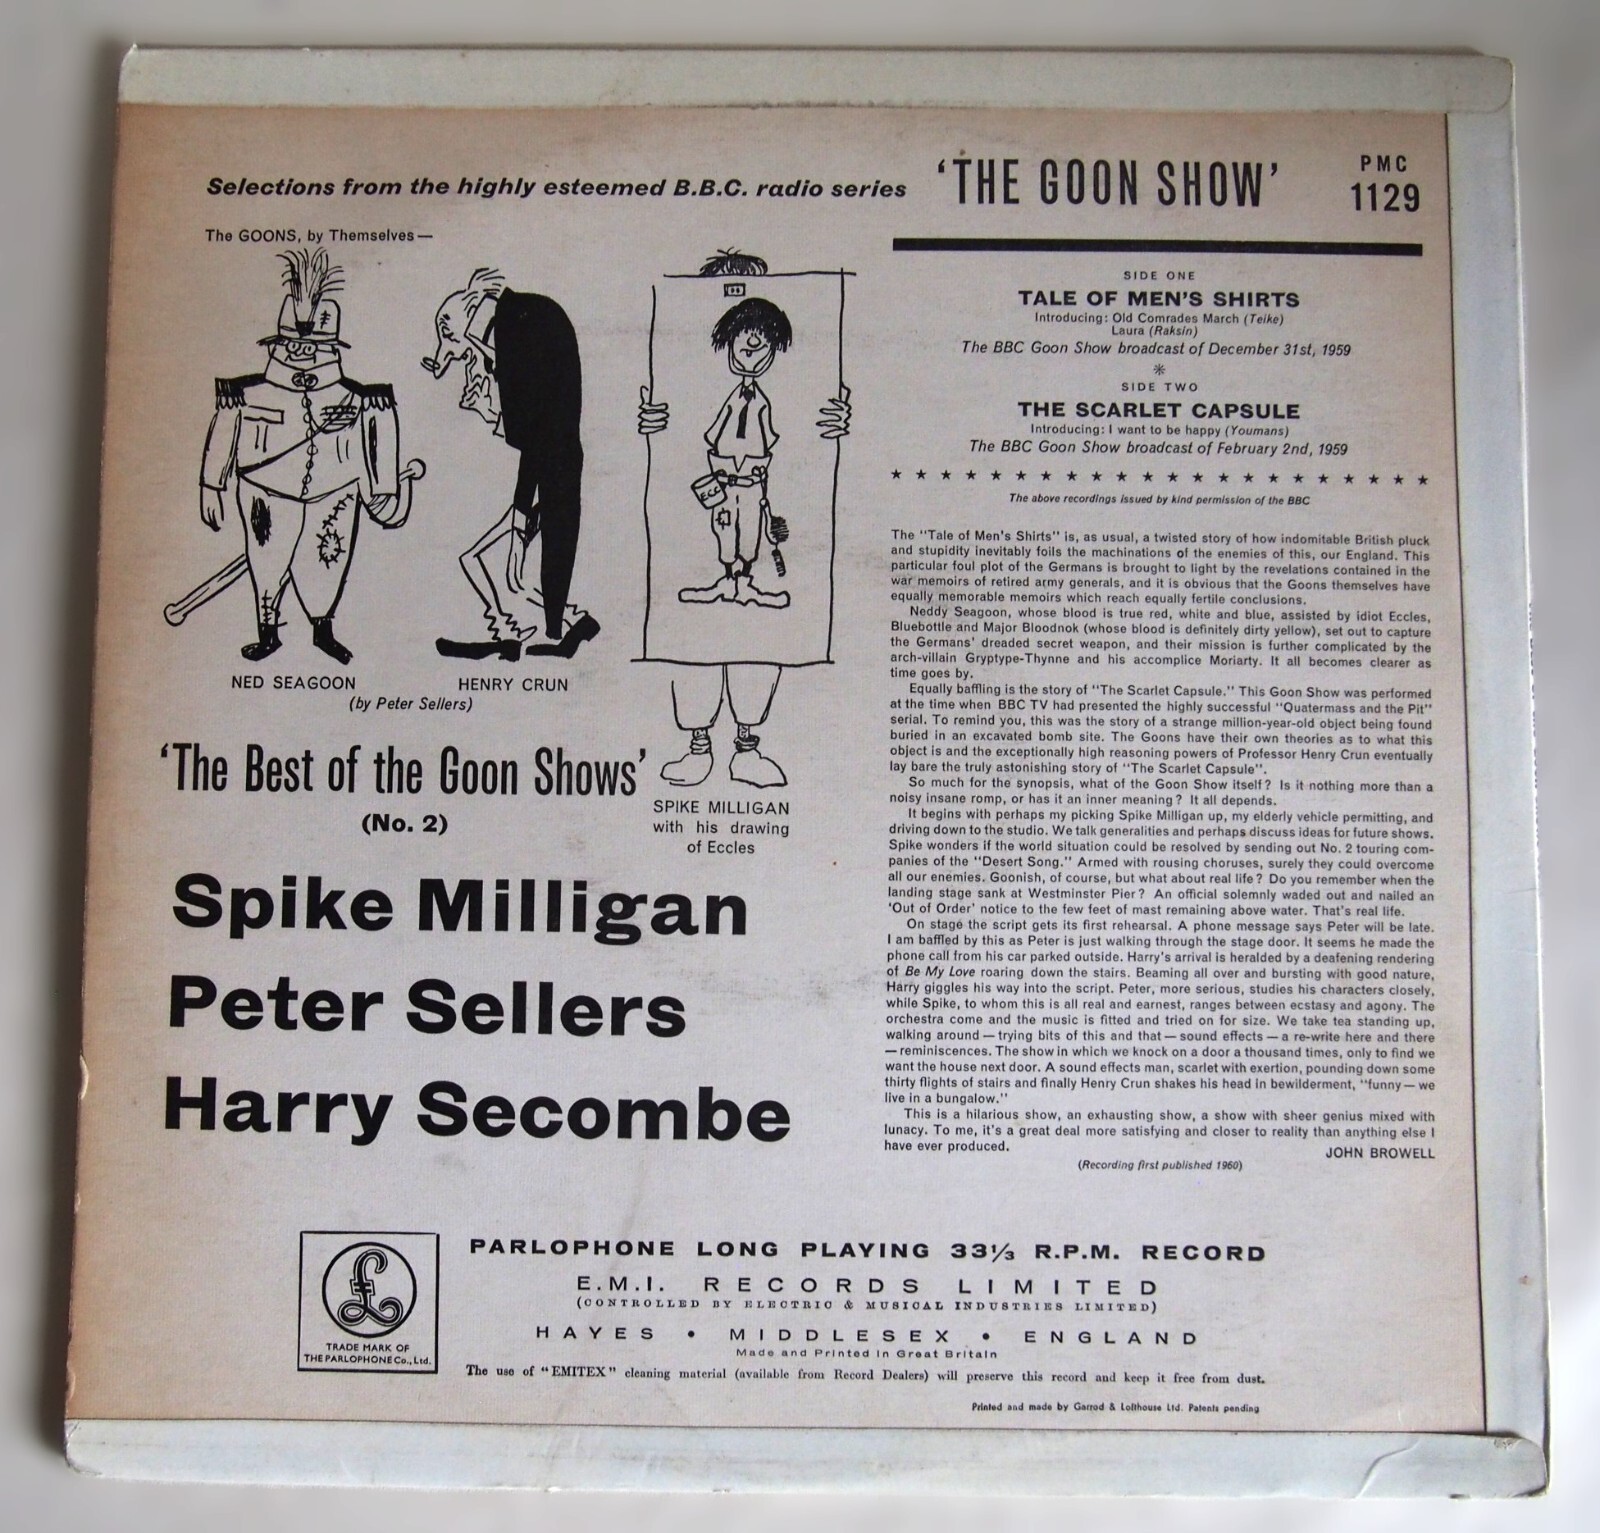 Selections from the highly esteemed B.B.C. radio series 'THE GOON SHOW'
PMC
1129
The GOONS, by Themselves—
ECC
NED SEAGOON
HENRY CRUN
(by Peter Sellers)
SPIKE MILLIGAN
with his drawing
of Eccles
'The Best of the Goon Shows'
(No. 2)
Spike Milligan
Peter Sellers
Harry Secombe
SIDE ONE
TALE OF MEN'S SHIRTS
Introducing: Old Comrades March (Teike)
Laura (Raksin)
The BBC Goon Show broadcast of December 31st, 1959
SIDE TWO
THE SCARLET CAPSULE
Introducing: I want to be happy (Youmans)
The BBC Goon Show broadcast of February 2nd, 1959
The above recordings issued by kind permission of the BBC
The "Tale of Men's Shirts" is, as usual, a twisted story of how indomitable British pluck
and stupidity inevitably foils the machinations of the enemies of this, our England. This
particular foul plot of the Germans is brought to light by the revelations contained in the
war memoirs of retired army generals, and it is obvious that the Goons themselves have
equally memorable memoirs which reach equally fertile conclusions.
Neddy Seagoon, whose blood is true red, white and blue, assisted by idiot Eccles,
Bluebottle and Major Bloodnok (whose blood is definitely dirty yellow), set out to capture
the Germans' dreaded secret weapon, and their mission is further complicated by the
arch-villain Gryptype-Thynne and his accomplice Moriarty. It all becomes clearer as
time goes by.
Equally baffling is the story of "The Scarlet Capsule." This Goon Show was performed
at the time when BBC TV had presented the highly successful "Quatermass and the Pit"
serial. To remind you, this was the story of a strange million-year-old object being found
buried in an excavated bomb site. The Goons have their own theories as to what this
object is and the exceptionally high reasoning powers of Professor Henry Crun eventually
lay bare the truly astonishing story of "The Scarlet Capsule".
So much for the synopsis, what of the Goon Show itself? Is it nothing more than a
noisy insane romp, or has it an inner meaning? It all depends.
It begins with perhaps my picking Spike Milligan up, my elderly vehicle permitting, and
driving down to the studio. We talk generalities and perhaps discuss ideas for future shows.
Spike wonders if the world situation could be resolved by sending out No. 2 touring com-
panies of the "Desert Song." Armed with rousing choruses, surely they could overcome
all our enemies. Goonish, of course, but what about real life? Do you remember when the
landing stage sank at Westminster Pier? An official solemnly waded out and nailed an
'Out of Order' notice to the few feet of mast remaining above water. That's real life.
On stage the script gets its first rehearsal. A phone message says Peter will be late.
I am baffled by this as Peter is just walking through the stage door. It seems he made the
phone call from his car parked outside. Harry's arrival is heralded by a deafening rendering
of Be My Love roaring down the stairs. Beaming all over and bursting with good nature,
Harry giggles his way into the script. Peter, more serious, studies his characters closely,
while Spike, to whom this is all real and earnest, ranges between ecstasy and agony. The
orchestra come and the music is fitted and tried on for size. We take tea standing up,
walking around—trying bits of this and that—sound effects—a re-write here and there
—reminiscences. The show in which we knock on a door a thousand times, only to find we
want the house next door. A sound effects man, scarlet with exertion, pounding down some
thirty flights of stairs and finally Henry Crun shakes his head in bewilderment, "funny—we
live in a bungalow."
This is a hilarious show, an exhausting show, a show with sheer genius mixed with
lunacy. To me, it's a great deal more satisfying and closer to reality than anything else I
have ever produced.
JOHN BROWELL
(Recording first published 1960)
£
TRADE MARK OF
THE PARLOPHONE Co., Ltd.
PARLOPHONE LONG PLAYING 33⅓ R.P.M. RECORD
E.M.I. RECORDS LIMITED
(CONTROLLED BY ELECTRIC & MUSICAL INDUSTRIES LIMITED)
HAYES • MIDDLESEX • ENGLAND
Made and Printed in Great Britain
The use of "EMITEX" cleaning material (available from Record Dealers) will preserve this record and keep it free from dust.
Printed and made by Garrod & Lofthouse Ltd. Patents pending